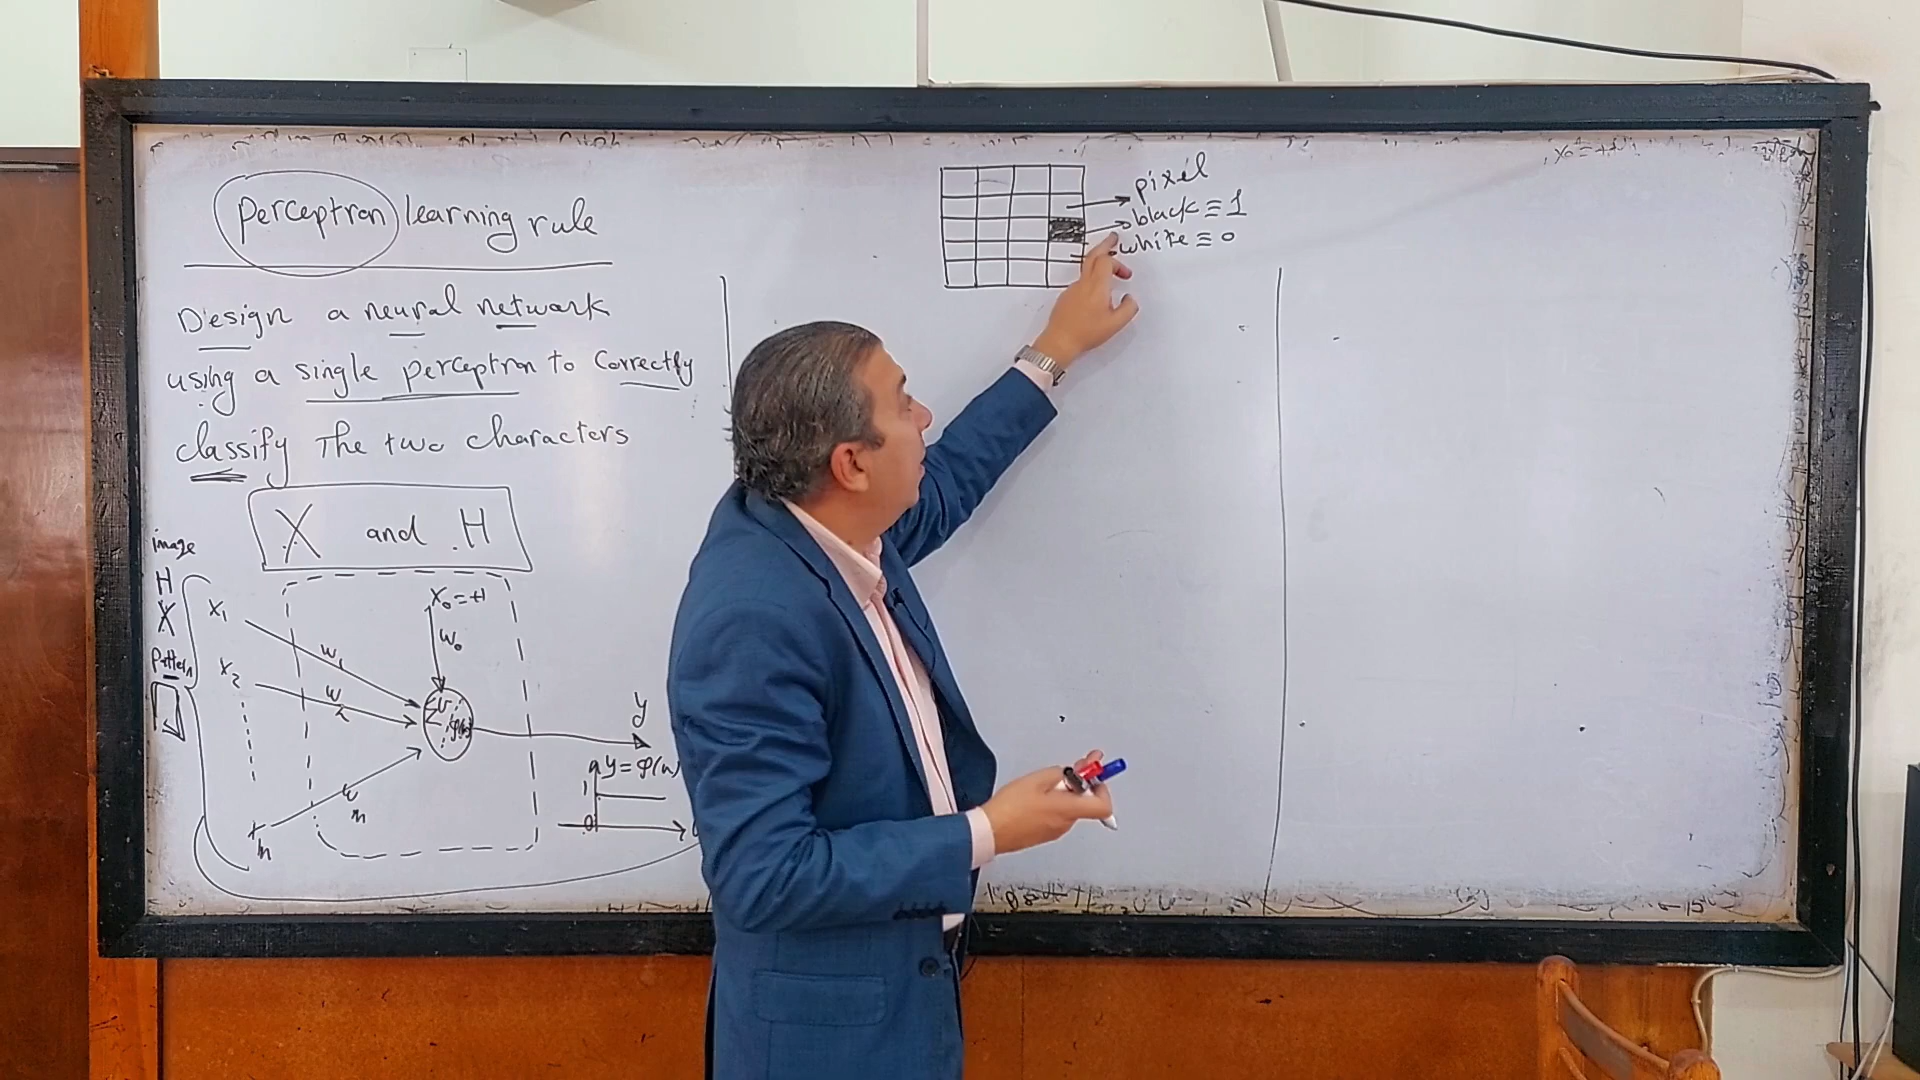 perceptron learning rule
Design a neural network
using a single perceptron to correctly
classify the two characters
X and H
image
H
X
pattern
x1
x2
xn
w1
w2
wn
x0=+1
w0
Σ
y
y=φ(v)
1
0
pixel
black ≡ 1
white ≡ 0